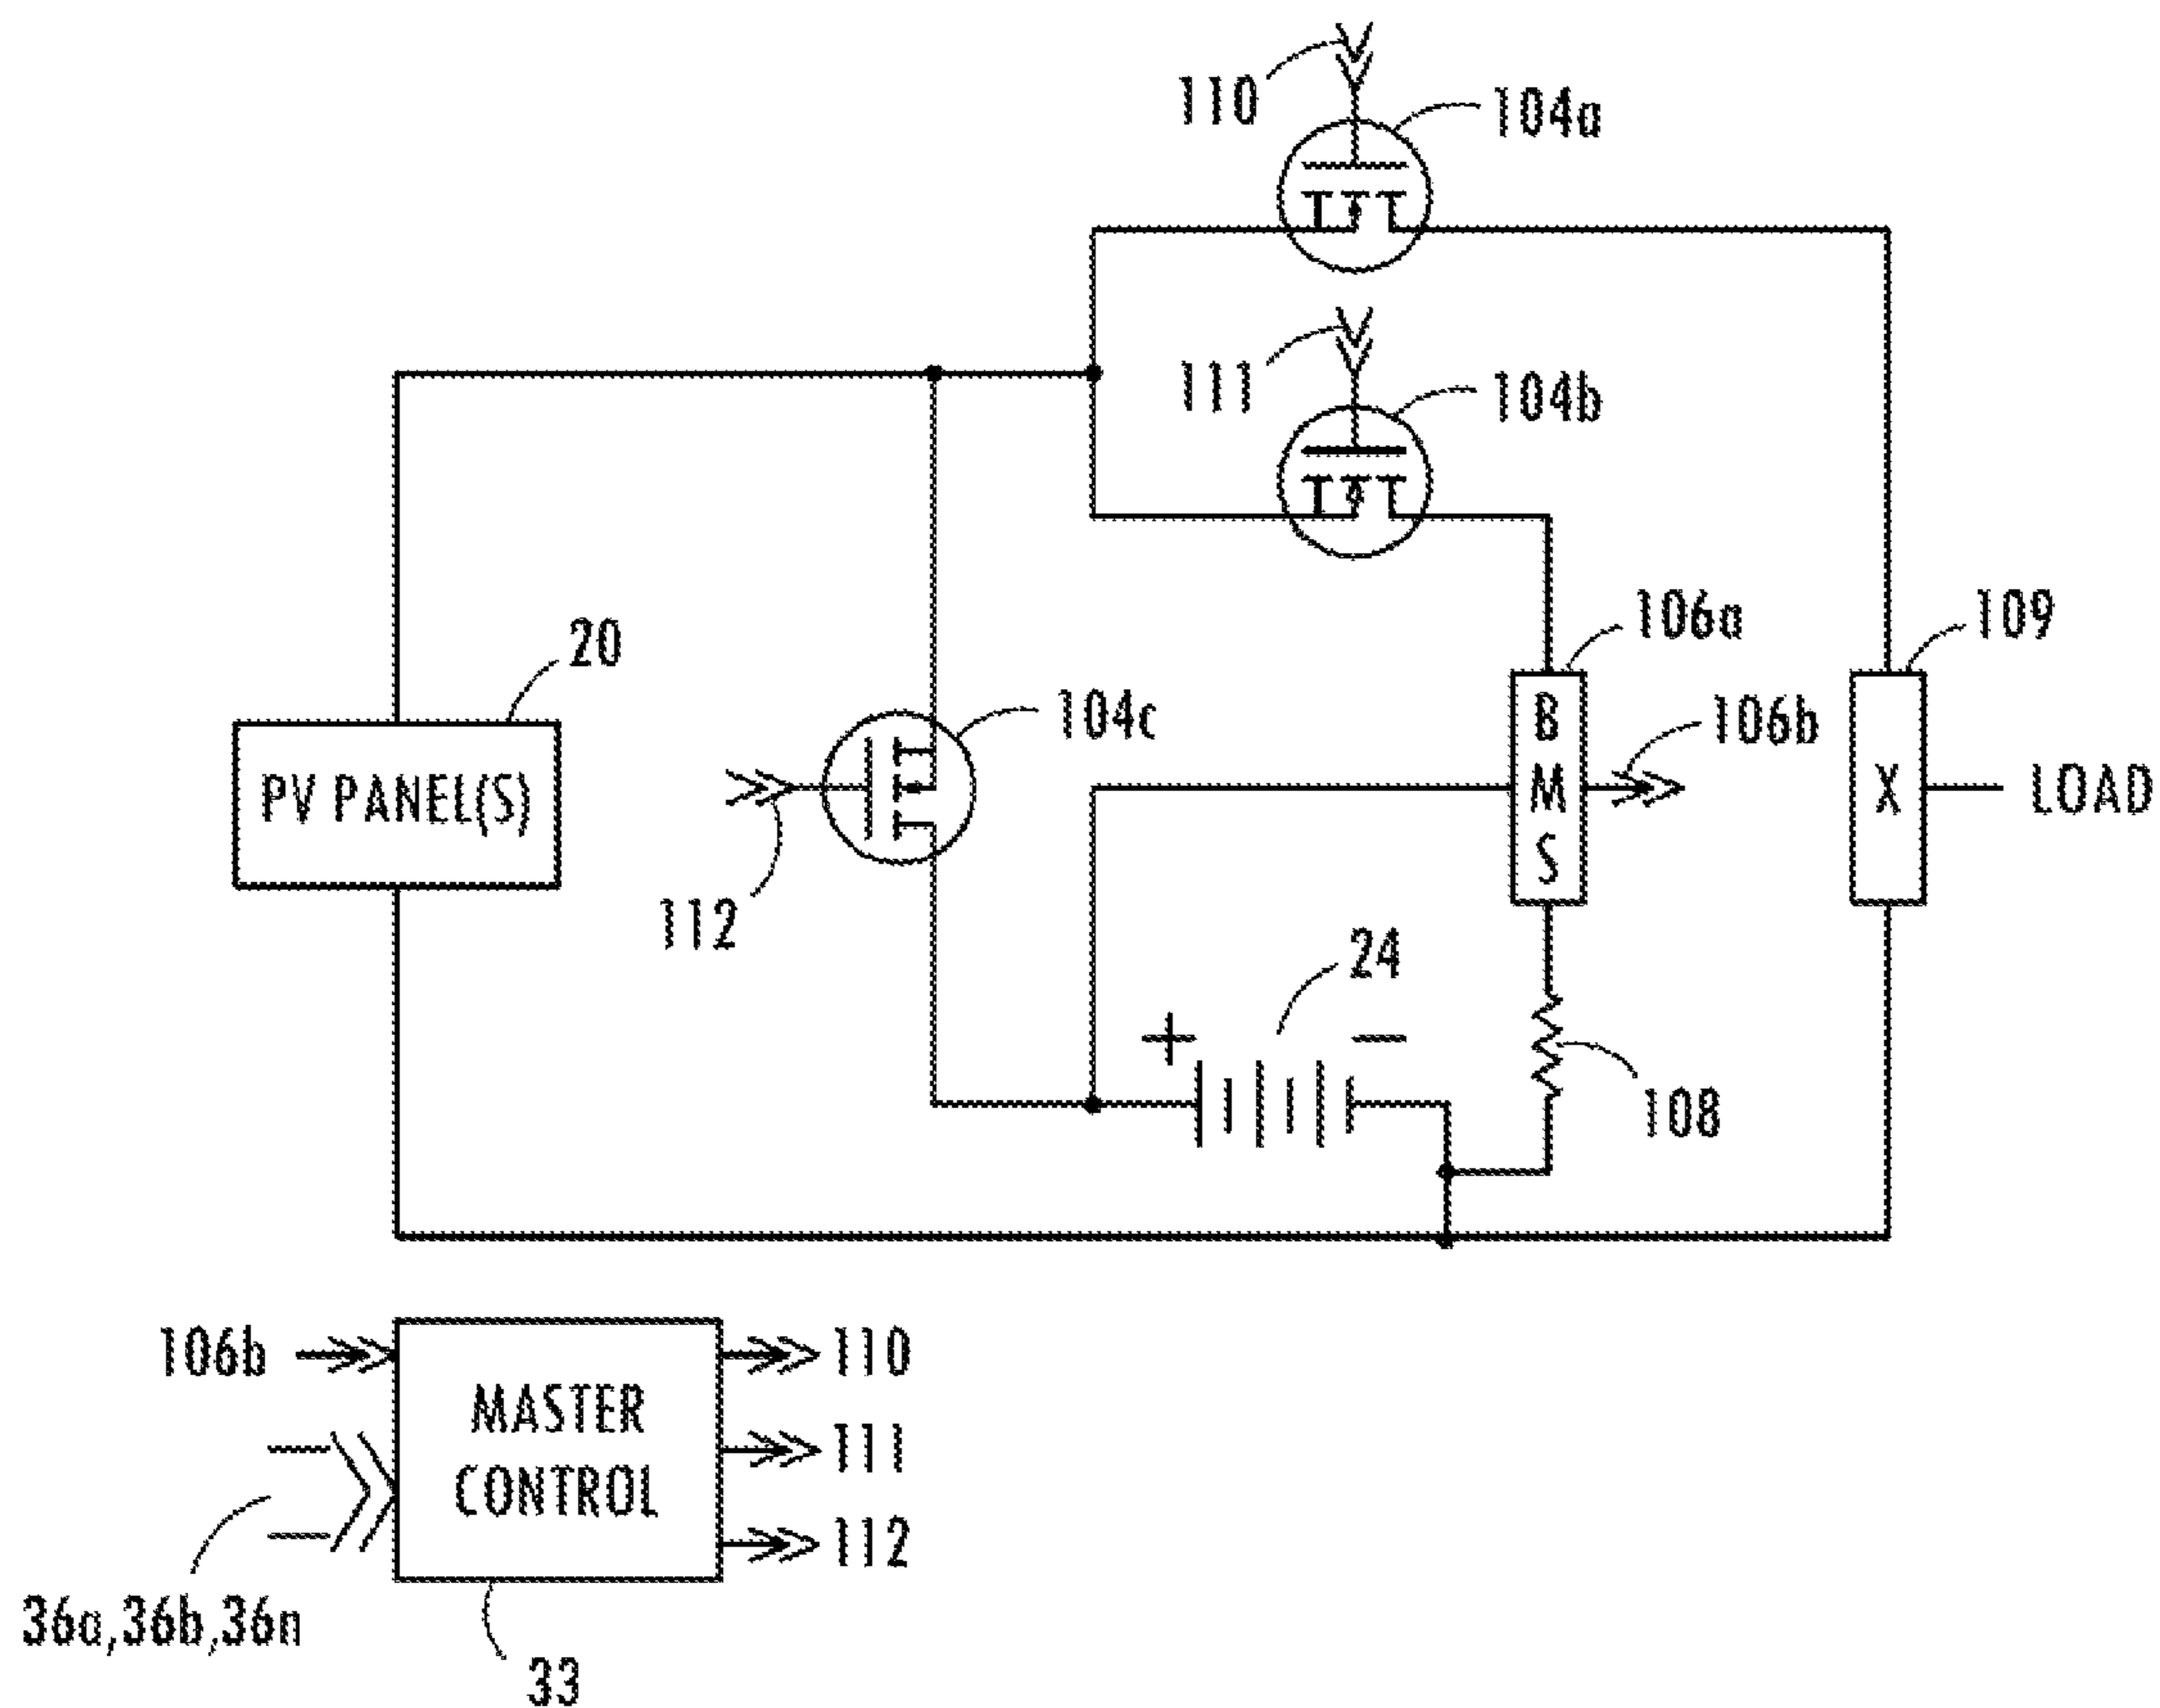 110
104a
111
104b
106a
109
20
104c
106b
B
M
S
PV PANEL(S)
X
LOAD
112
24
+
−
108
106b
110
MASTER
CONTROL
111
112
36a,36b,36n
33